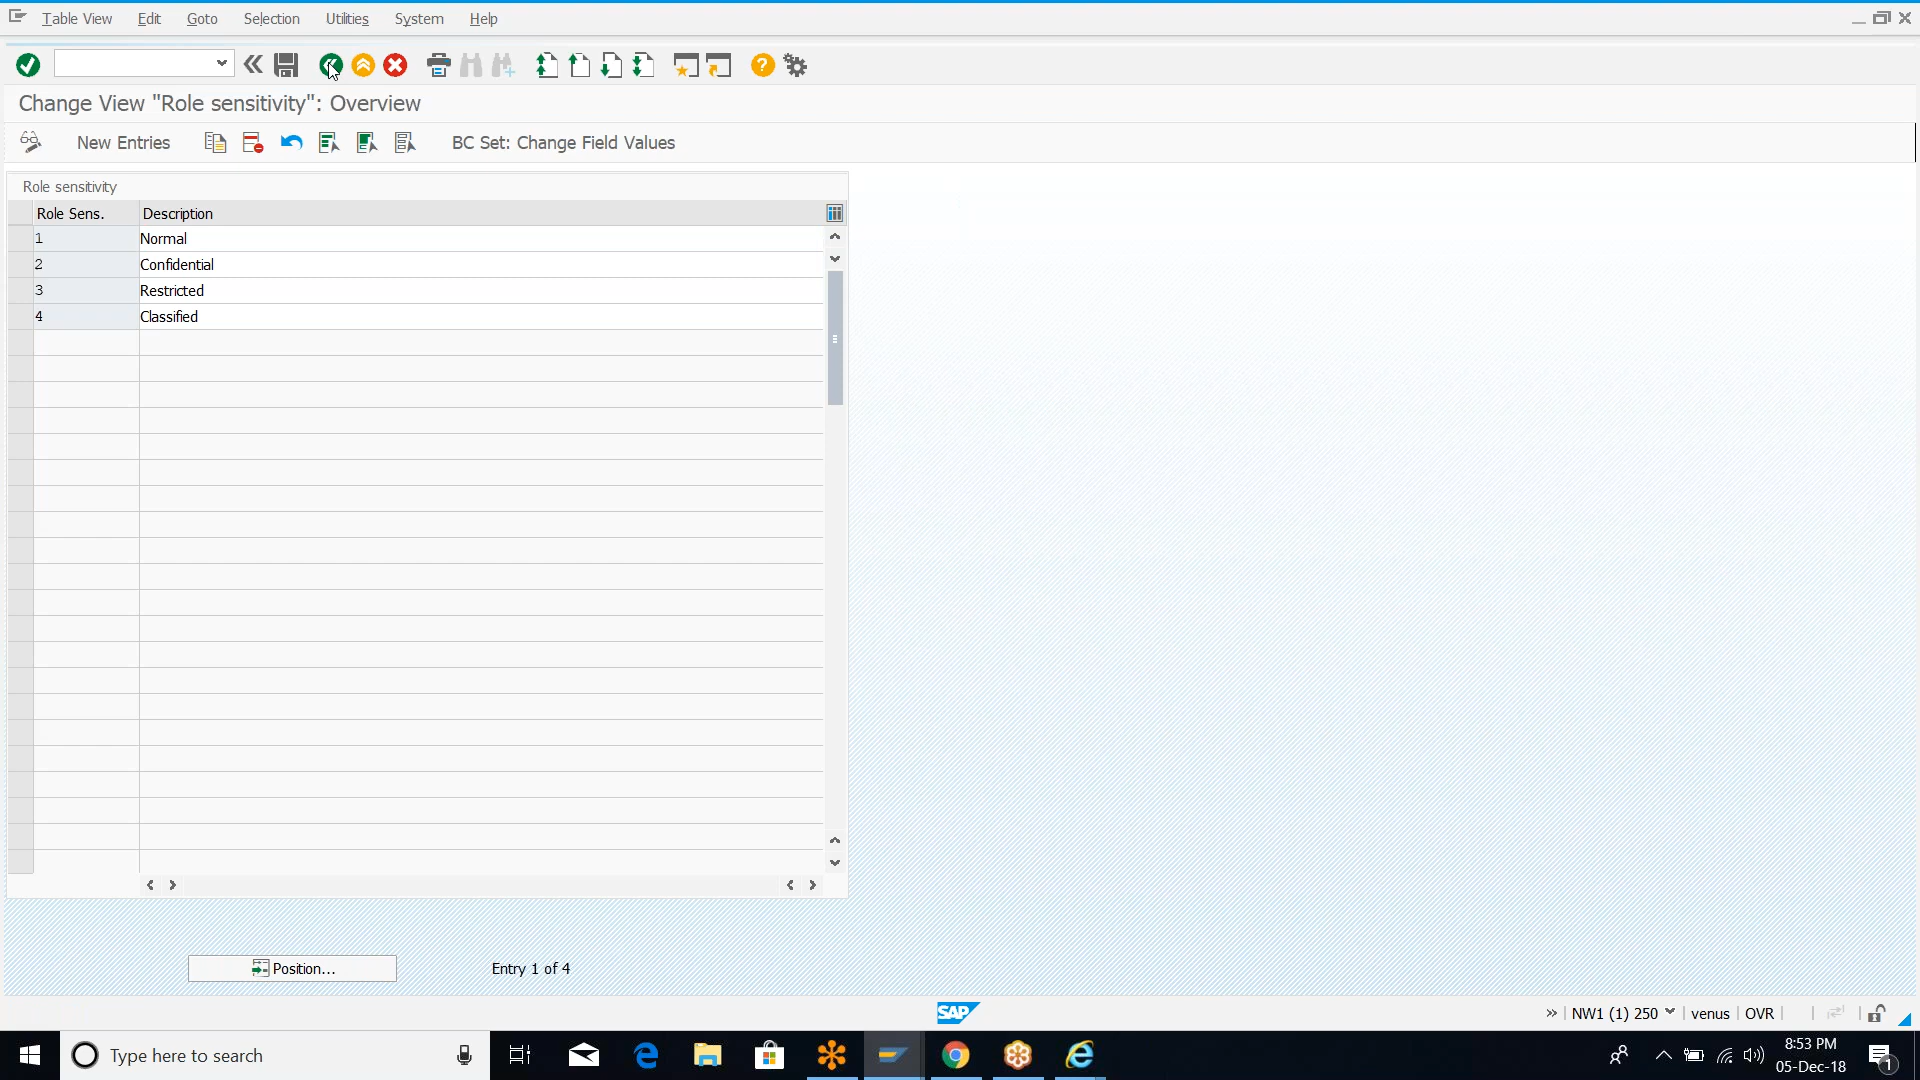 Table View Edit Goto Selection Utilities System Help
Change View "Role sensitivity": Overview
New Entries BC Set: Change Field Values
Role sensitivity
Role Sens. Description
1 Normal
2 Confidential
3 Restricted
4 Classified
Position... Entry 1 of 4
SAP NW1 (1) 250 venus OVR
Type here to search
8:53 PM
05-Dec-18
1